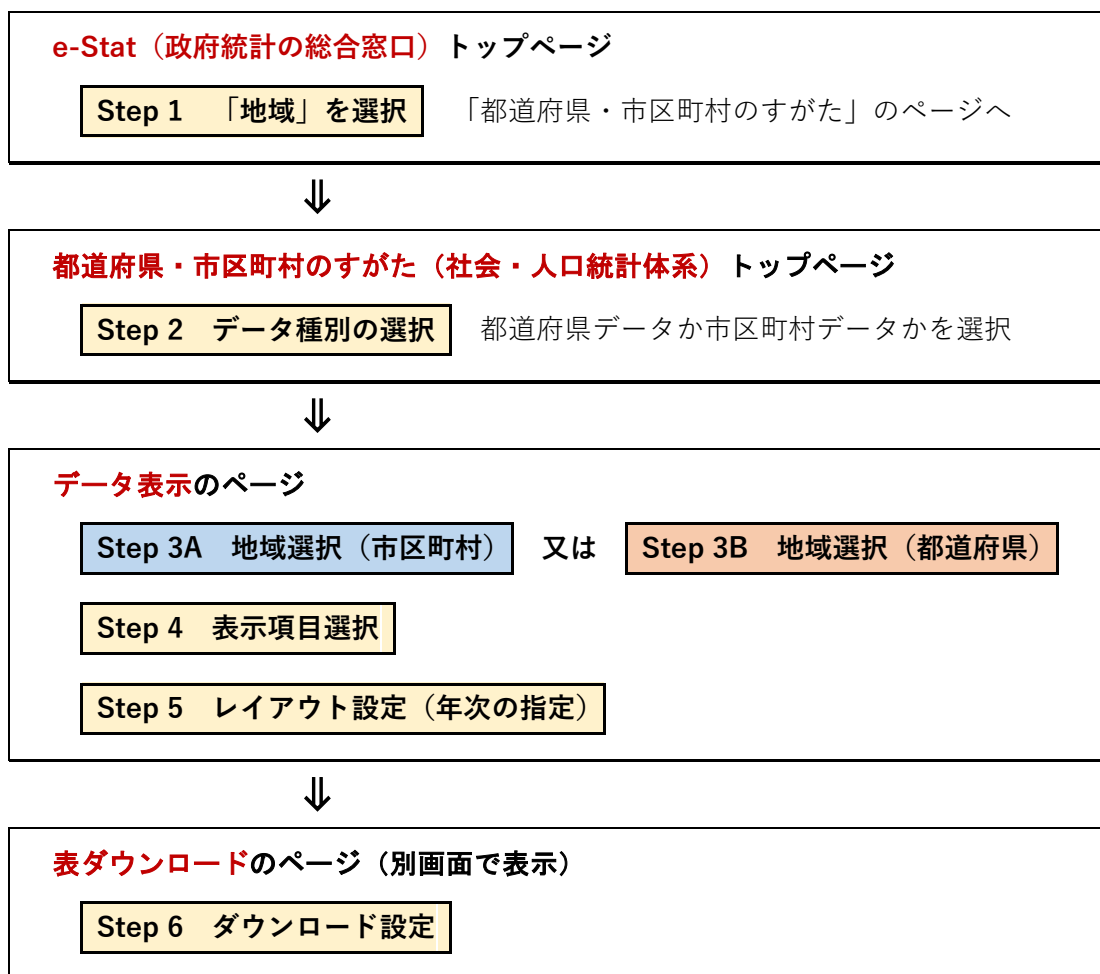 e-Stat（政府統計の総合窓口）トップページ
Step 1　「地域」を選択　「都道府県・市区町村のすがた」のページへ
⇓
都道府県・市区町村のすがた（社会・人口統計体系）トップページ
Step 2　データ種別の選択　都道府県データか市区町村データかを選択
⇓
データ表示のページ
Step 3A　地域選択（市区町村）　又は　Step 3B　地域選択（都道府県）
Step 4　表示項目選択
Step 5　レイアウト設定（年次の指定）
⇓
表ダウンロードのページ（別画面で表示）
Step 6　ダウンロード設定